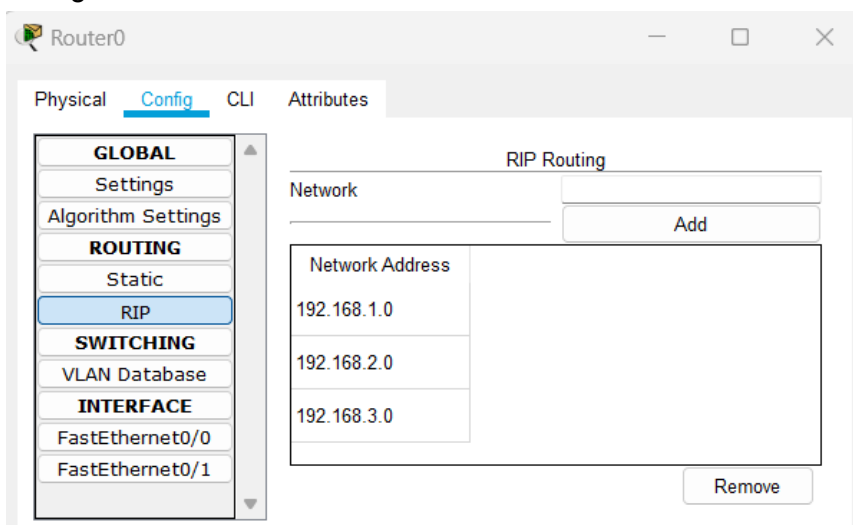 Router0
Physical Config CLI Attributes
GLOBAL
Settings
Algorithm Settings
ROUTING
Static
RIP
SWITCHING
VLAN Database
INTERFACE
FastEthernet0/0
FastEthernet0/1
RIP Routing
Network
Add
Network Address
192.168.1.0
192.168.2.0
192.168.3.0
Remove